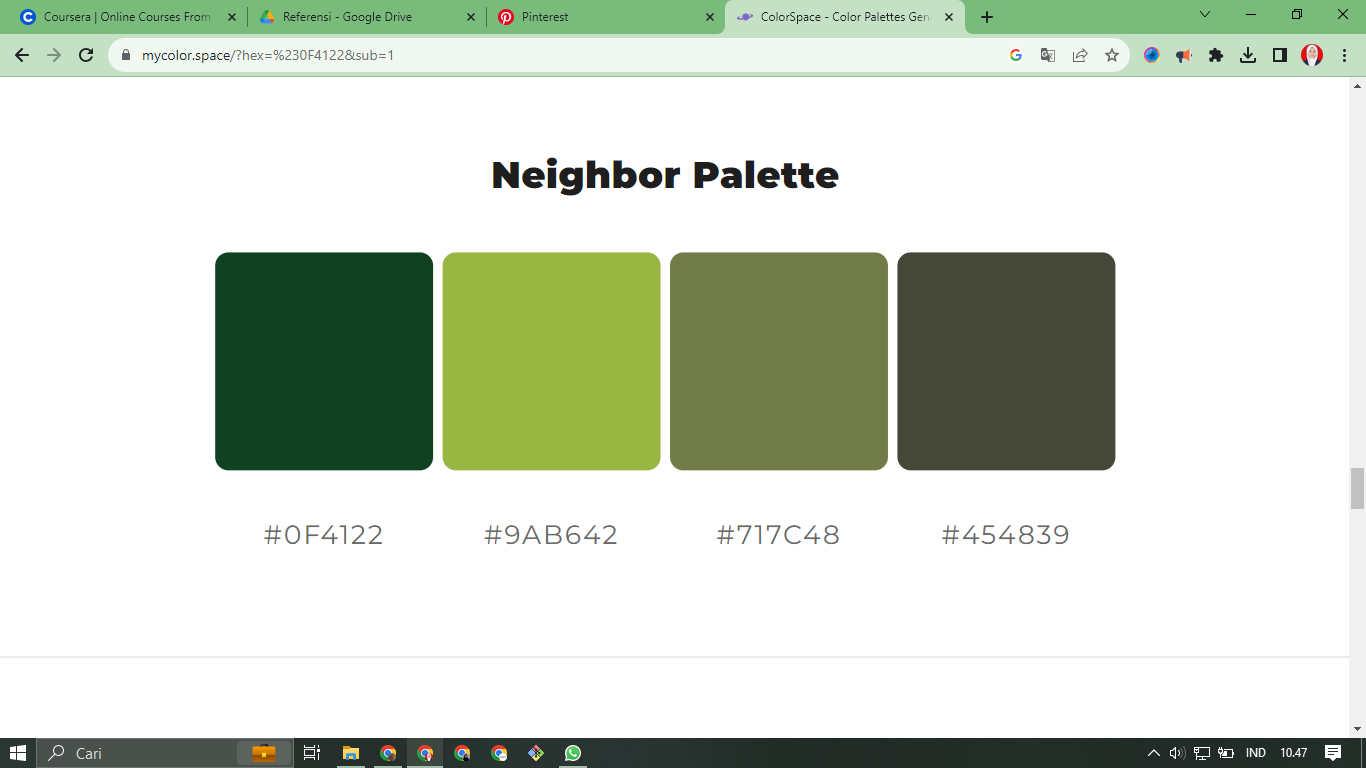 Coursera | Online Courses From
Referensi - Google Drive
Pinterest
ColorSpace - Color Palettes Gen
mycolor.space/?hex=%230F4122&sub=1
Neighbor Palette
#0F4122
#9AB642
#717C48
#454839
Cari
IND
10.47